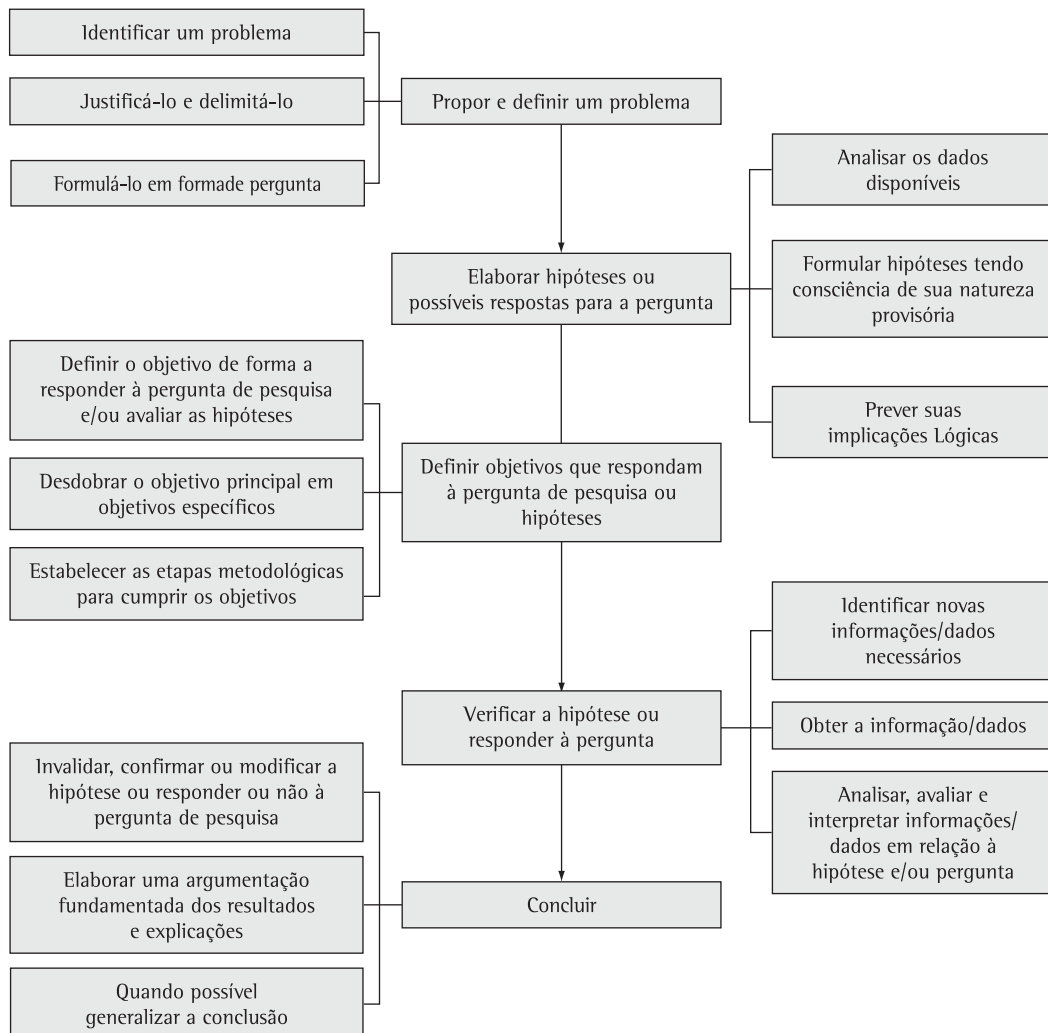 Identificar um problema
Justificá-lo e delimitá-lo
Formulá-lo em formade pergunta
Propor e definir um problema
Analisar os dados
disponíveis
Formular hipóteses tendo
consciência de sua natureza
provisória
Prever suas
implicações Lógicas
Elaborar hipóteses ou
possíveis respostas para a pergunta
Definir o objetivo de forma a
responder à pergunta de pesquisa
e/ou avaliar as hipóteses
Desdobrar o objetivo principal em
objetivos específicos
Estabelecer as etapas metodológicas
para cumprir os objetivos
Definir objetivos que respondam
à pergunta de pesquisa ou
hipóteses
Identificar novas
informações/dados
necessários
Obter a informação/dados
Analisar, avaliar e
interpretar informações/
dados em relação à
hipótese e/ou pergunta
Verificar a hipótese ou
responder à pergunta
Invalidar, confirmar ou modificar a
hipótese ou responder ou não à
pergunta de pesquisa
Elaborar uma argumentação
fundamentada dos resultados
e explicações
Quando possível
generalizar a conclusão
Concluir